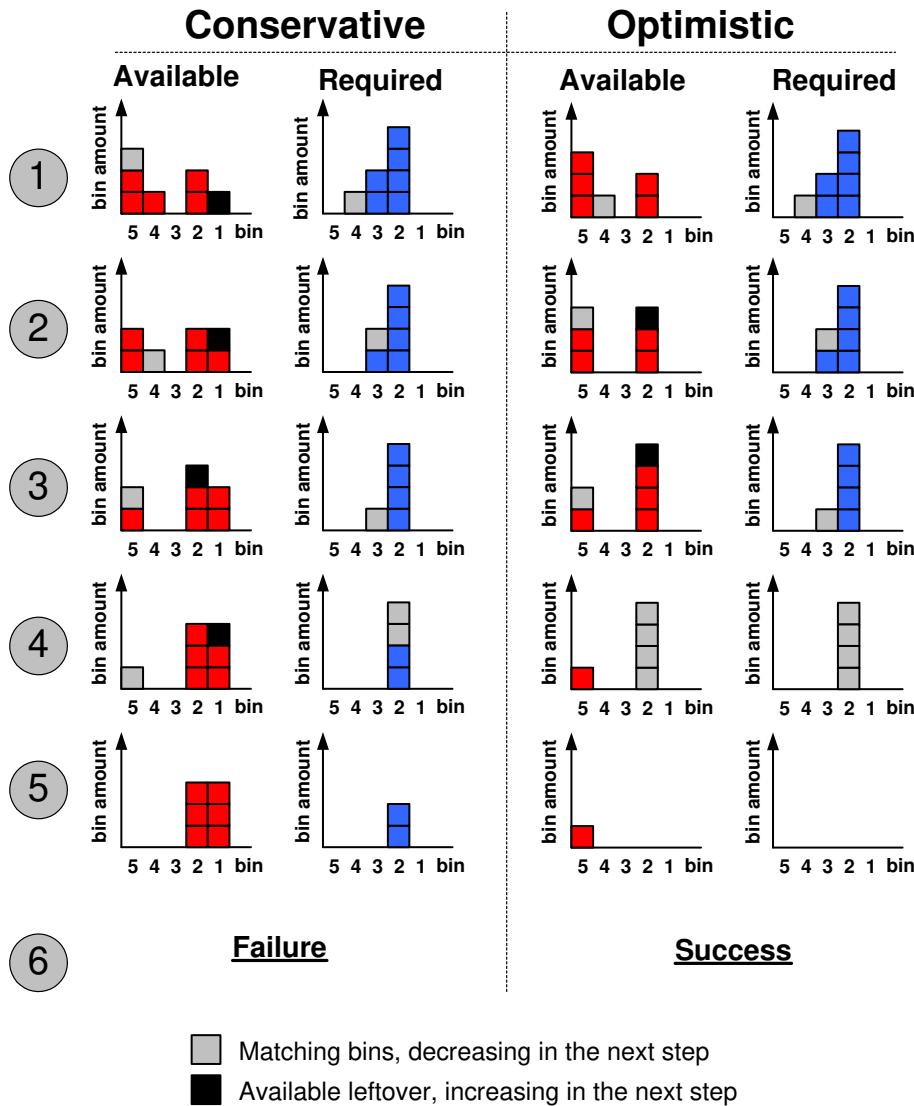 Conservative Optimistic
Available Required Available Required
1
bin amount bin amount bin amount bin amount
5 4 3 2 1 bin 5 4 3 2 1 bin 5 4 3 2 1 bin 5 4 3 2 1 bin
2
bin amount bin amount bin amount bin amount
5 4 3 2 1 bin 5 4 3 2 1 bin 5 4 3 2 1 bin 5 4 3 2 1 bin
3
bin amount bin amount bin amount bin amount
5 4 3 2 1 bin 5 4 3 2 1 bin 5 4 3 2 1 bin 5 4 3 2 1 bin
4
bin amount bin amount bin amount bin amount
5 4 3 2 1 bin 5 4 3 2 1 bin 5 4 3 2 1 bin 5 4 3 2 1 bin
5
bin amount bin amount bin amount bin amount
5 4 3 2 1 bin 5 4 3 2 1 bin 5 4 3 2 1 bin 5 4 3 2 1 bin
6
Failure Success
Matching bins, decreasing in the next step
Available leftover, increasing in the next step